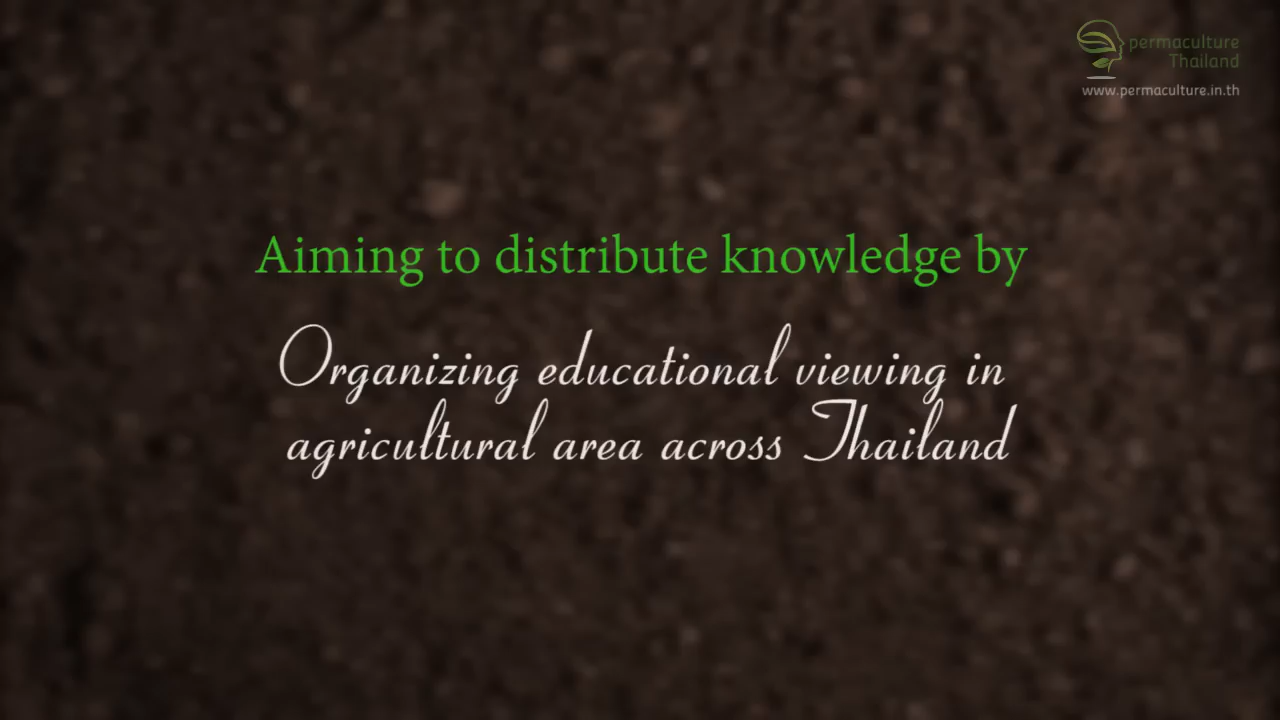 permaculture
Thailand
www.permaculture.in.th
Aiming to distribute knowledge by
Organizing educational viewing in
agricultural area across Thailand